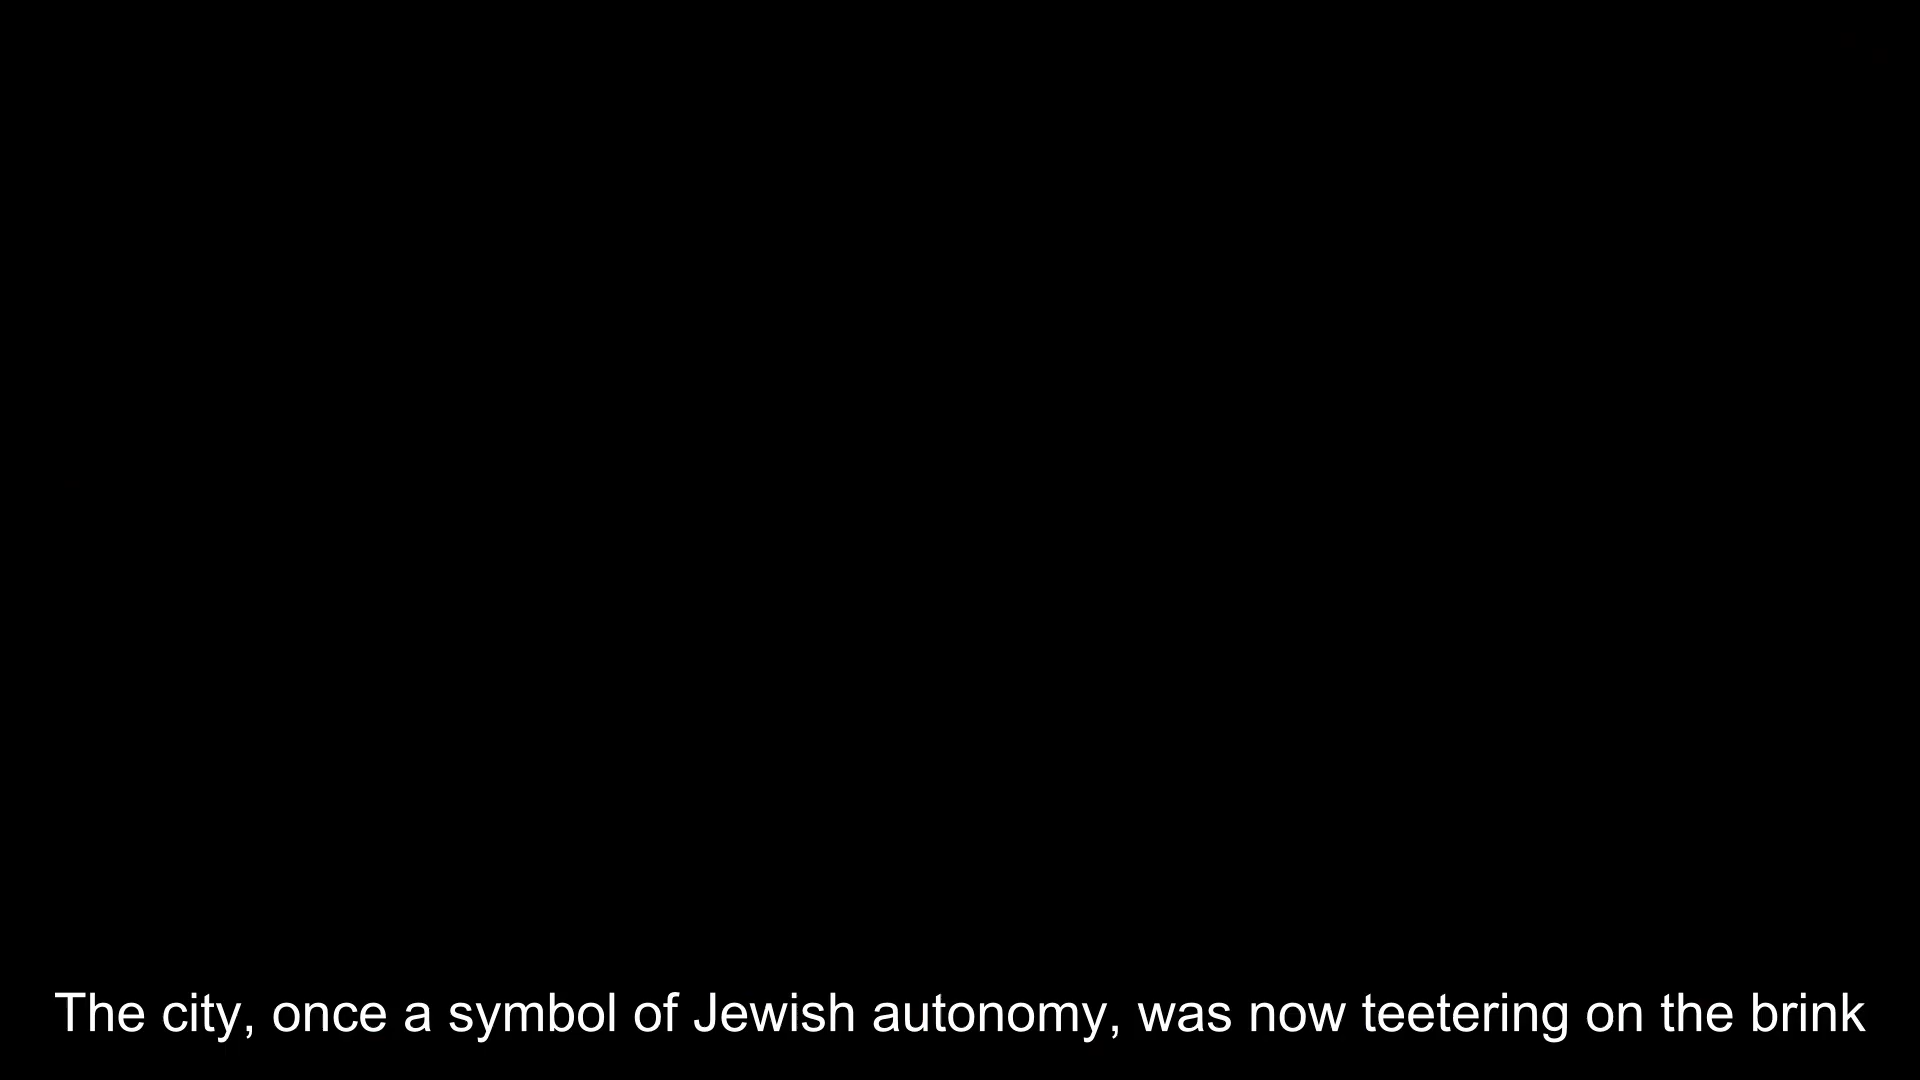 The city, once a symbol of Jewish autonomy, was now teetering on the brink